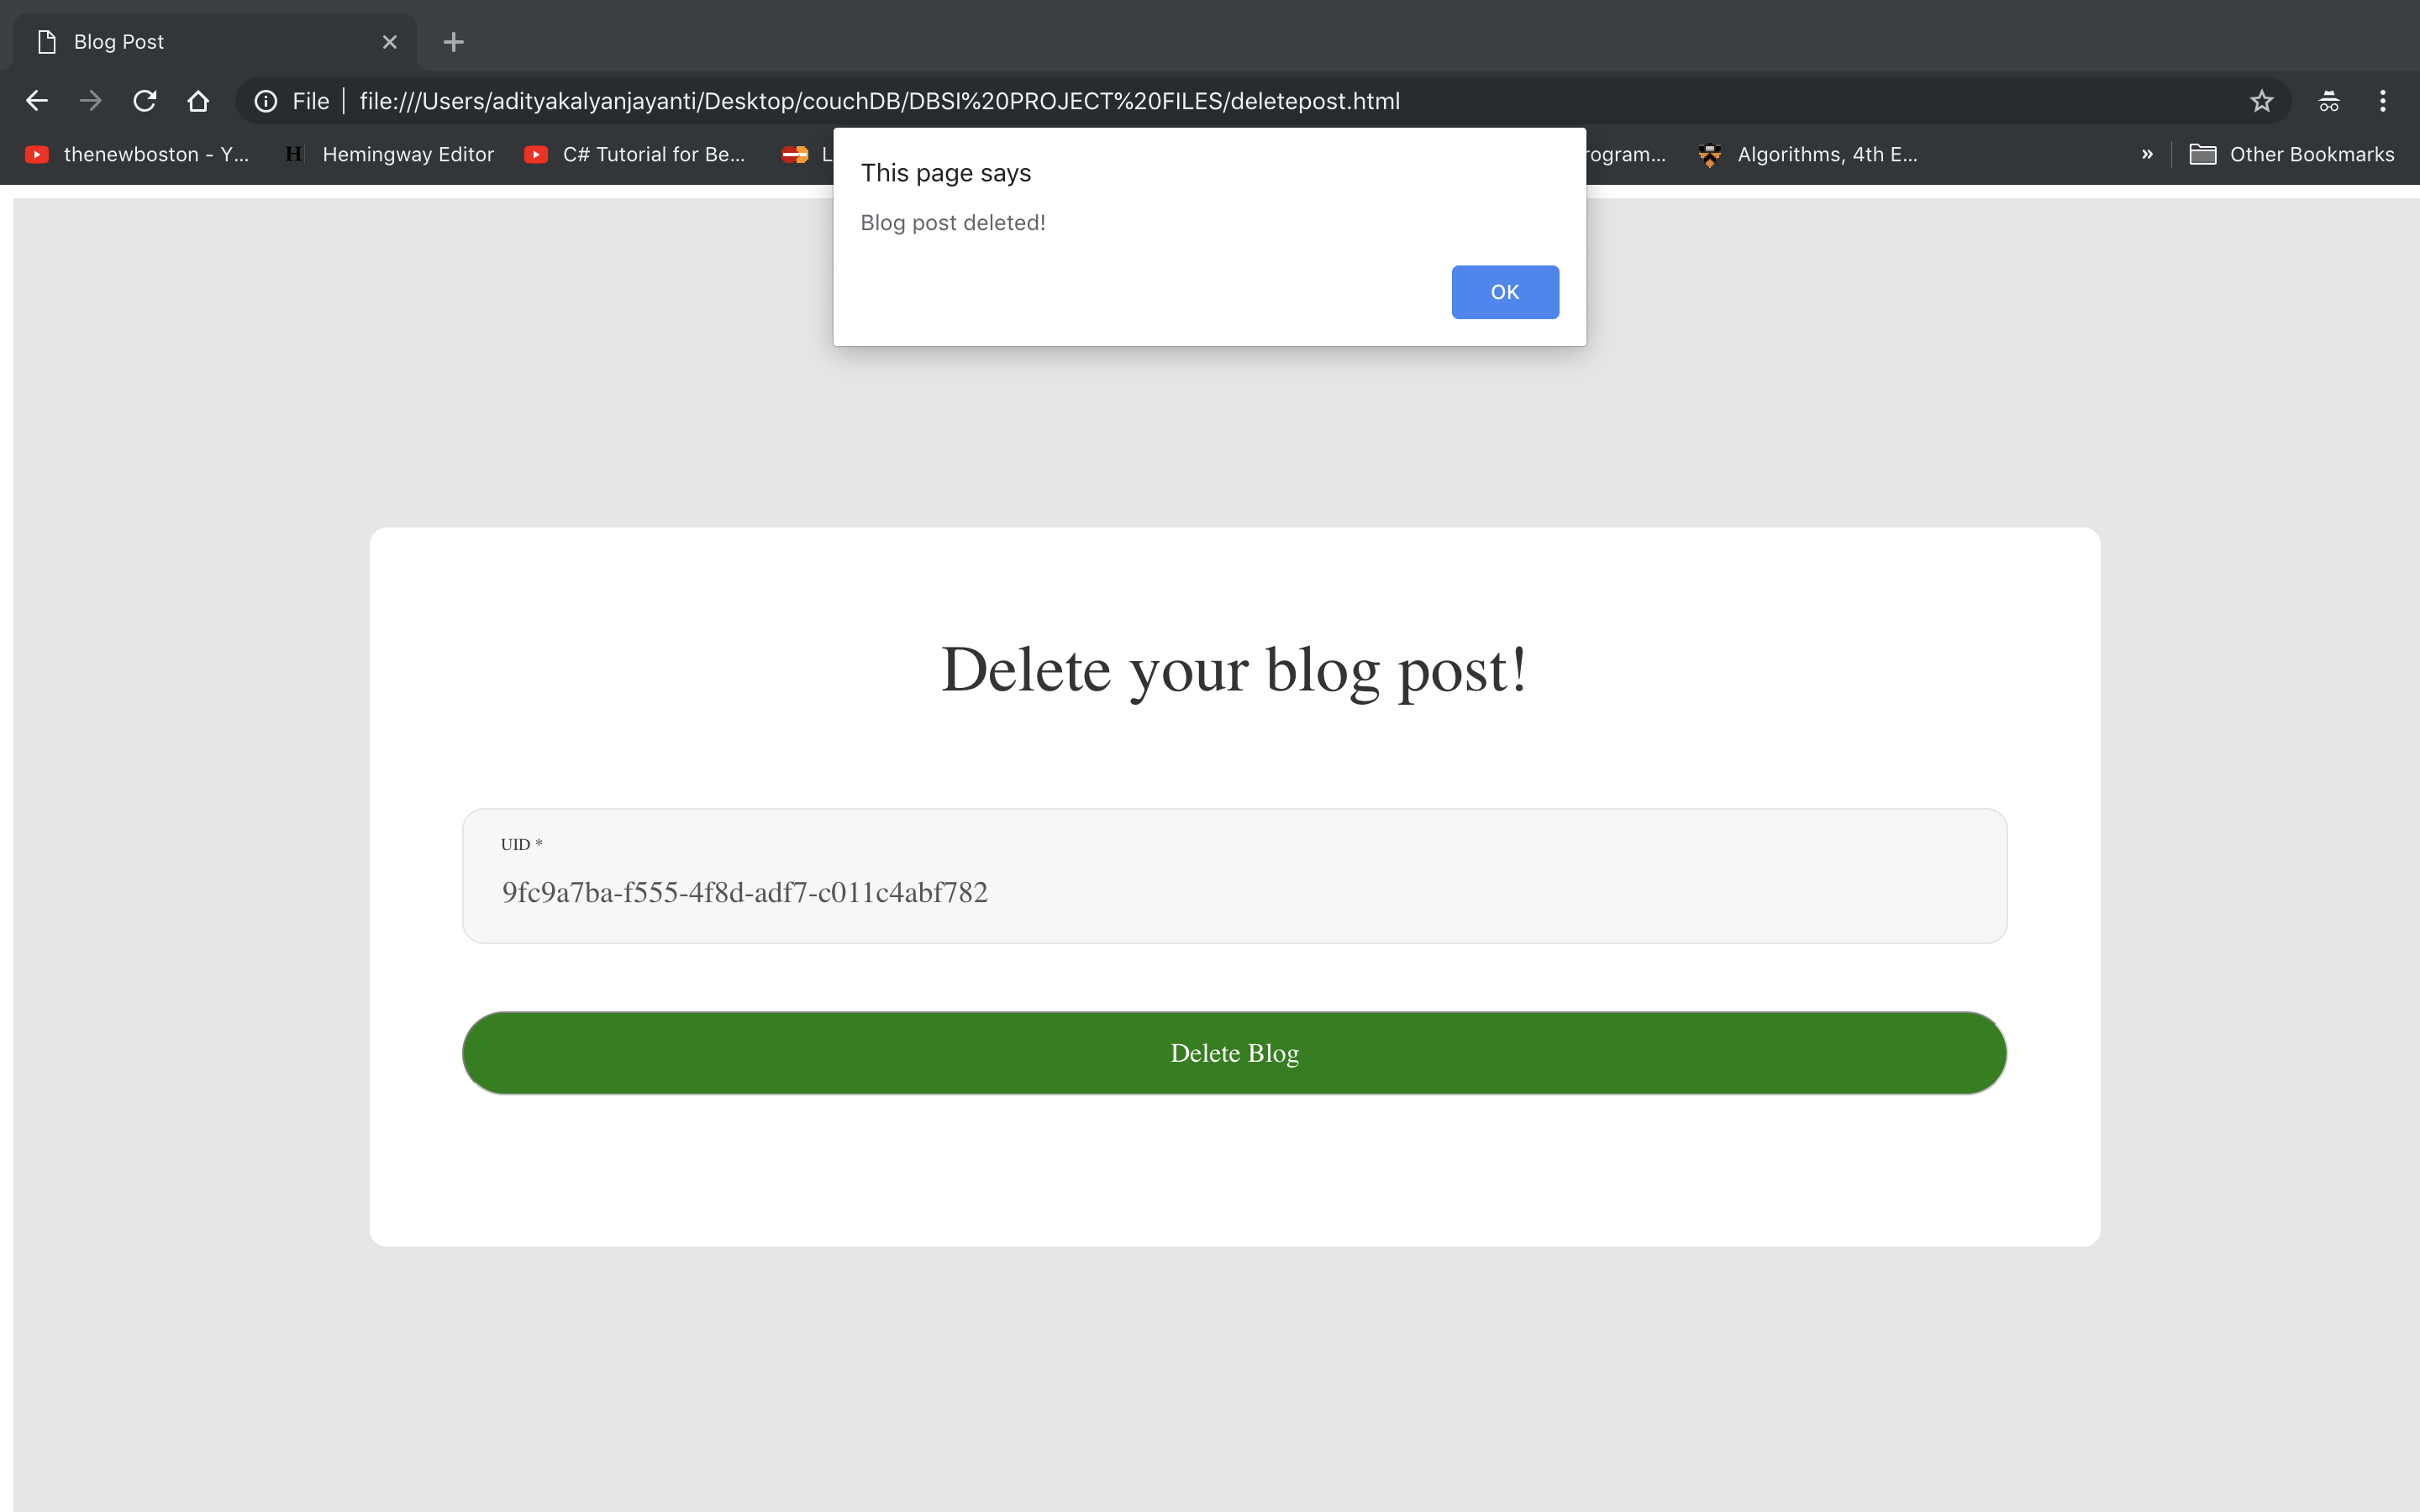 Blog Post
File file:///Users/adityakalyanjayanti/Desktop/couchDB/DBSI%20PROJECT%20FILES/deletepost.html
thenewboston - Y... H Hemingway Editor C# Tutorial for Be... L rogram... Algorithms, 4th E... » Other Bookmarks
This page says
Blog post deleted!
OK
Delete your blog post!
UID *
9fc9a7ba-f555-4f8d-adf7-c011c4abf782
Delete Blog